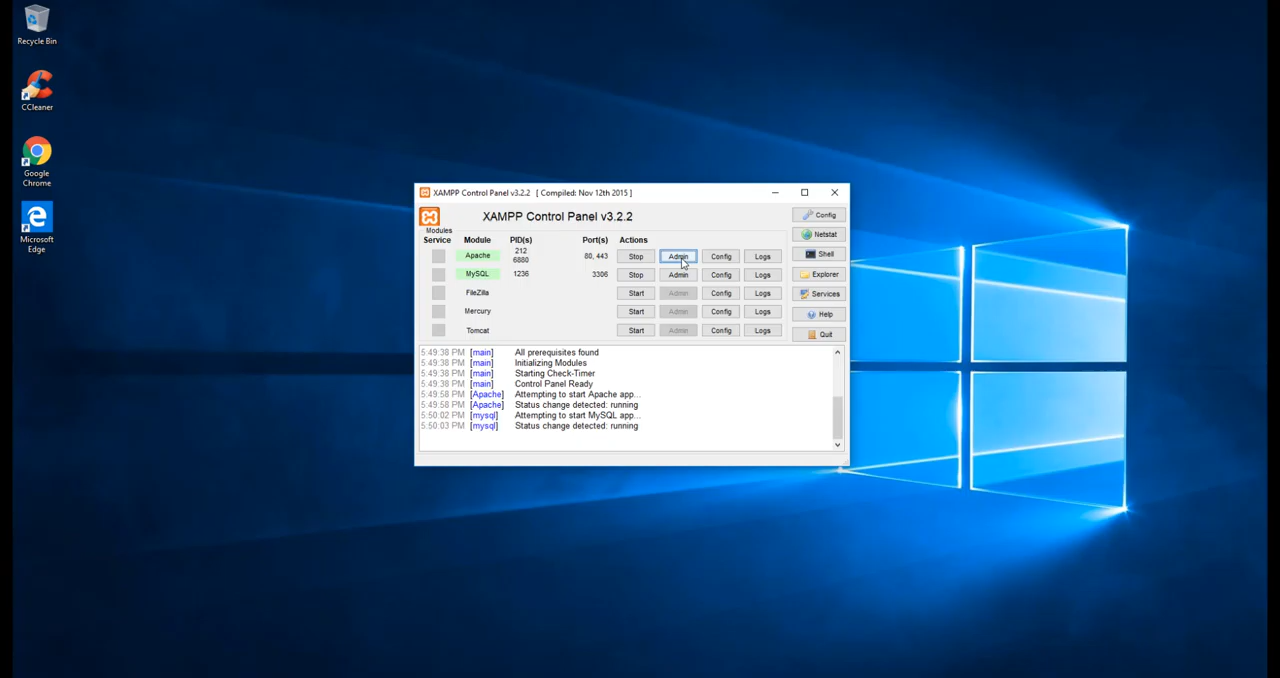 Recycle Bin
CCleaner
Google
Chrome
Microsoft
Edge
XAMPP Control Panel v3.2.2 [ Compiled: Nov 12th 2015 ]
XAMPP Control Panel v3.2.2
Config
Modules
Service Module PID(s) Port(s) Actions
Netstat
Apache 212 6880 80, 443 Stop Admin Config Logs
Shell
MySQL 1236 3306 Stop Admin Config Logs
Explorer
FileZilla Start Admin Config Logs
Services
Mercury Start Admin Config Logs
Help
Tomcat Start Admin Config Logs
Quit
5:49:38 PM [main] All prerequisites found
5:49:38 PM [main] Initializing Modules
5:49:38 PM [main] Starting Check-Timer
5:49:38 PM [main] Control Panel Ready
5:49:58 PM [Apache] Attempting to start Apache app...
5:49:58 PM [Apache] Status change detected: running
5:50:02 PM [mysql] Attempting to start MySQL app...
5:50:03 PM [mysql] Status change detected: running